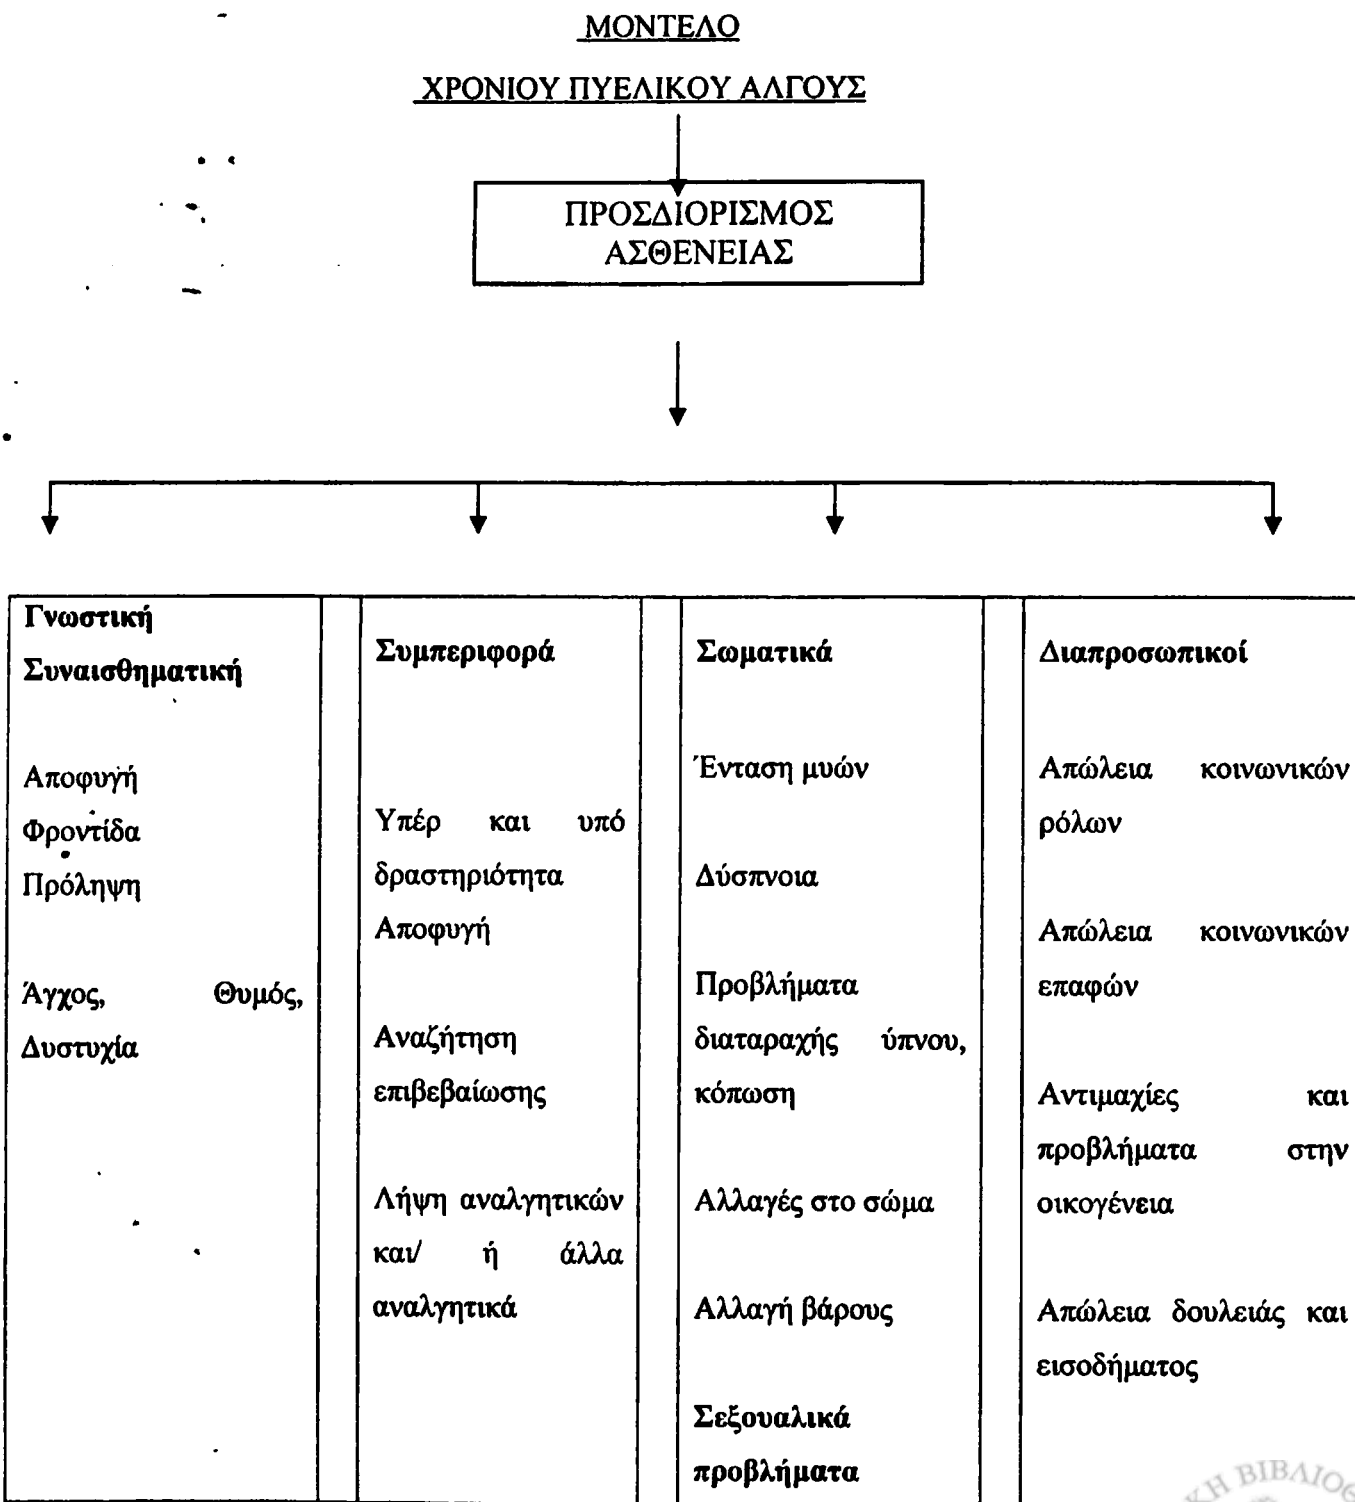 ΜΟΝΤΕΛΟ
ΧΡΟΝΙΟΥ ΠΥΕΛΙΚΟΥ ΑΛΓΟΥΣ
ΠΡΟΣΔΙΟΡΙΣΜΟΣ
ΑΣΘΕΝΕΙΑΣ
Γνωστική
Συναισθηματική
Αποφυγή
Φροντίδα
Πρόληψη
Άγχος, Θυμός,
Δυστυχία
Συμπεριφορά
Υπέρ και υπό
δραστηριότητα
Αποφυγή
Αναζήτηση
επιβεβαίωσης
Λήψη αναλγητικών
και/ ή άλλα
αναλγητικά
Σωματικά
Ένταση μυών
Δύσπνοια
Προβλήματα
διαταραχής ύπνου,
κόπωση
Αλλαγές στο σώμα
Αλλαγή βάρους
Σεξουαλικά
προβλήματα
Διαπροσωπικοί
Απώλεια κοινωνικών
ρόλων
Απώλεια κοινωνικών
επαφών
Αντιμαχίες και
προβλήματα στην
οικογένεια
Απώλεια δουλειάς και
εισοδήματος